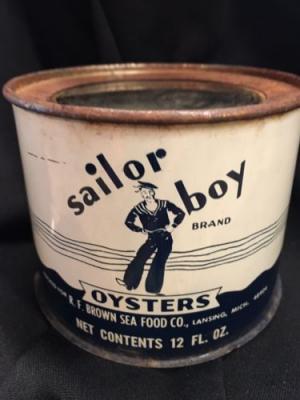 sailor
boy
BRAND
OYSTERS
R. F. BROWN SEA FOOD CO., LANSING, MICH.
NET CONTENTS 12 FL. OZ.